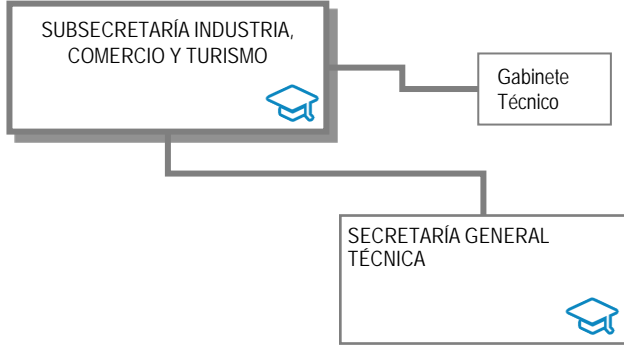 SUBSECRETARÍA INDUSTRIA,
COMERCIO Y TURISMO
Gabinete
Técnico
SECRETARÍA GENERAL
TÉCNICA